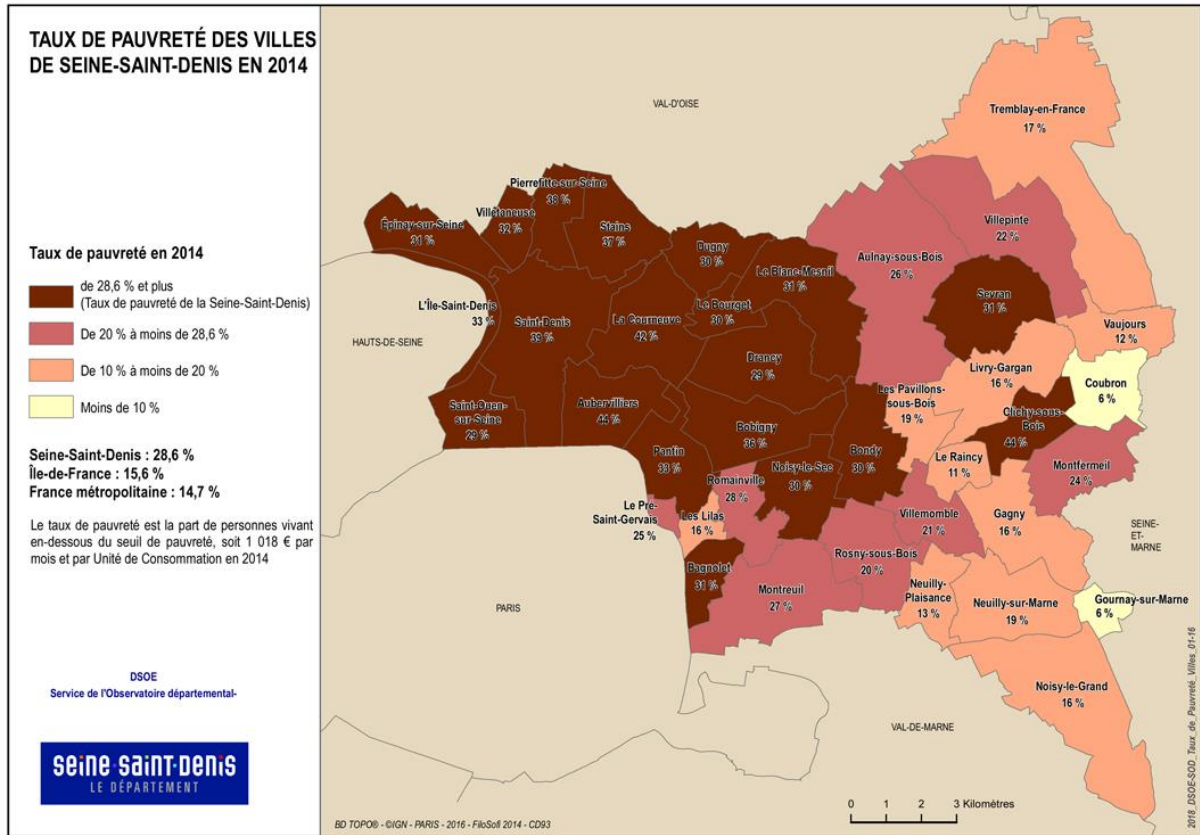 TAUX DE PAUVRETÉ DES VILLES
DE SEINE-SAINT-DENIS EN 2014
Taux de pauvreté en 2014
de 28,6 % et plus
(Taux de pauvreté de la Seine-Saint-Denis)
De 20 % à moins de 28,6 %
De 10 % à moins de 20 %
Moins de 10 %
Seine-Saint-Denis : 28,6 %
Île-de-France : 15,6 %
France métropolitaine : 14,7 %
Le taux de pauvreté est la part de personnes vivant
en-dessous du seuil de pauvreté, soit 1 018 € par
mois et par Unité de Consommation en 2014
DSOE
Service de l'Observatoire départemental-
seine-saint-denis
LE DÉPARTEMENT
VAL-D'OISE
Tremblay-en-France
17 %
Pierrefitte-sur-Seine
38 %
Villetaneuse
32 %
Épinay-sur-Seine
31 %
Stains
37 %
Dugny
30 %
Le Blanc-Mesnil
31 %
Aulnay-sous-Bois
26 %
Villepinte
22 %
Sevran
31 %
L'Île-Saint-Denis
33 %
Saint-Denis
39 %
La Courneuve
42 %
Le Bourget
30 %
Vaujours
12 %
HAUTS-DE-SEINE
Drancy
29 %
Livry-Gargan
16 %
Coubron
6 %
Les Pavillons-
sous-Bois
19 %
Saint-Ouen-
sur-Seine
29 %
Aubervilliers
44 %
Bobigny
36 %
Clichy-sous-
Bois
44 %
Pantin
33 %
Noisy-le-Sec
30 %
Bondy
30 %
Le Raincy
11 %
Montfermeil
24 %
Romainville
28 %
Le Pré-
Saint-Gervais
25 %
Les Lilas
16 %
Villemomble
21 %
Gagny
16 %
SEINE-
ET-
MARNE
Bagnolet
31 %
Rosny-sous-Bois
20 %
Montreuil
27 %
Neuilly-
Plaisance
13 %
Neuilly-sur-Marne
19 %
Gournay-sur-Marne
6 %
PARIS
Noisy-le-Grand
16 %
VAL-DE-MARNE
0 1 2 3 Kilomètres
BD TOPO® - ©IGN - PARIS - 2016 - FiloSofi 2014 - CD93
2018_DSOE-SOD_Taux_de_Pauvreté_Villes_01-16